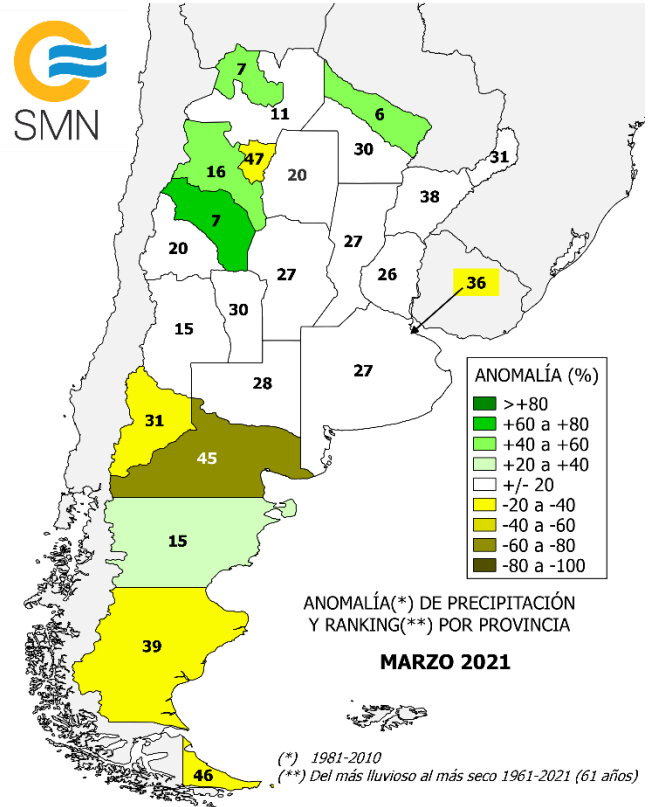 SMN
7
11
6
30
47
16
20
31
38
7
20
27
27
26
36
30
15
27
28
ANOMALÍA (%)
>+80
+60 a +80
+40 a +60
+20 a +40
+/- 20
-20 a -40
-40 a -60
-60 a -80
-80 a -100
31
45
15
ANOMALÍA(*) DE PRECIPITACIÓN
Y RANKING(**) POR PROVINCIA
MARZO 2021
39
46
(*) 1981-2010
(**) Del más lluvioso al más seco 1961-2021 (61 años)